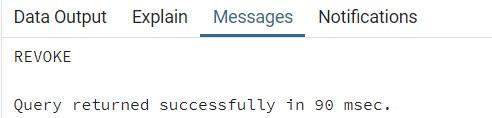 Data Output Explain Messages Notifications
REVOKE
Query returned successfully in 90 msec.